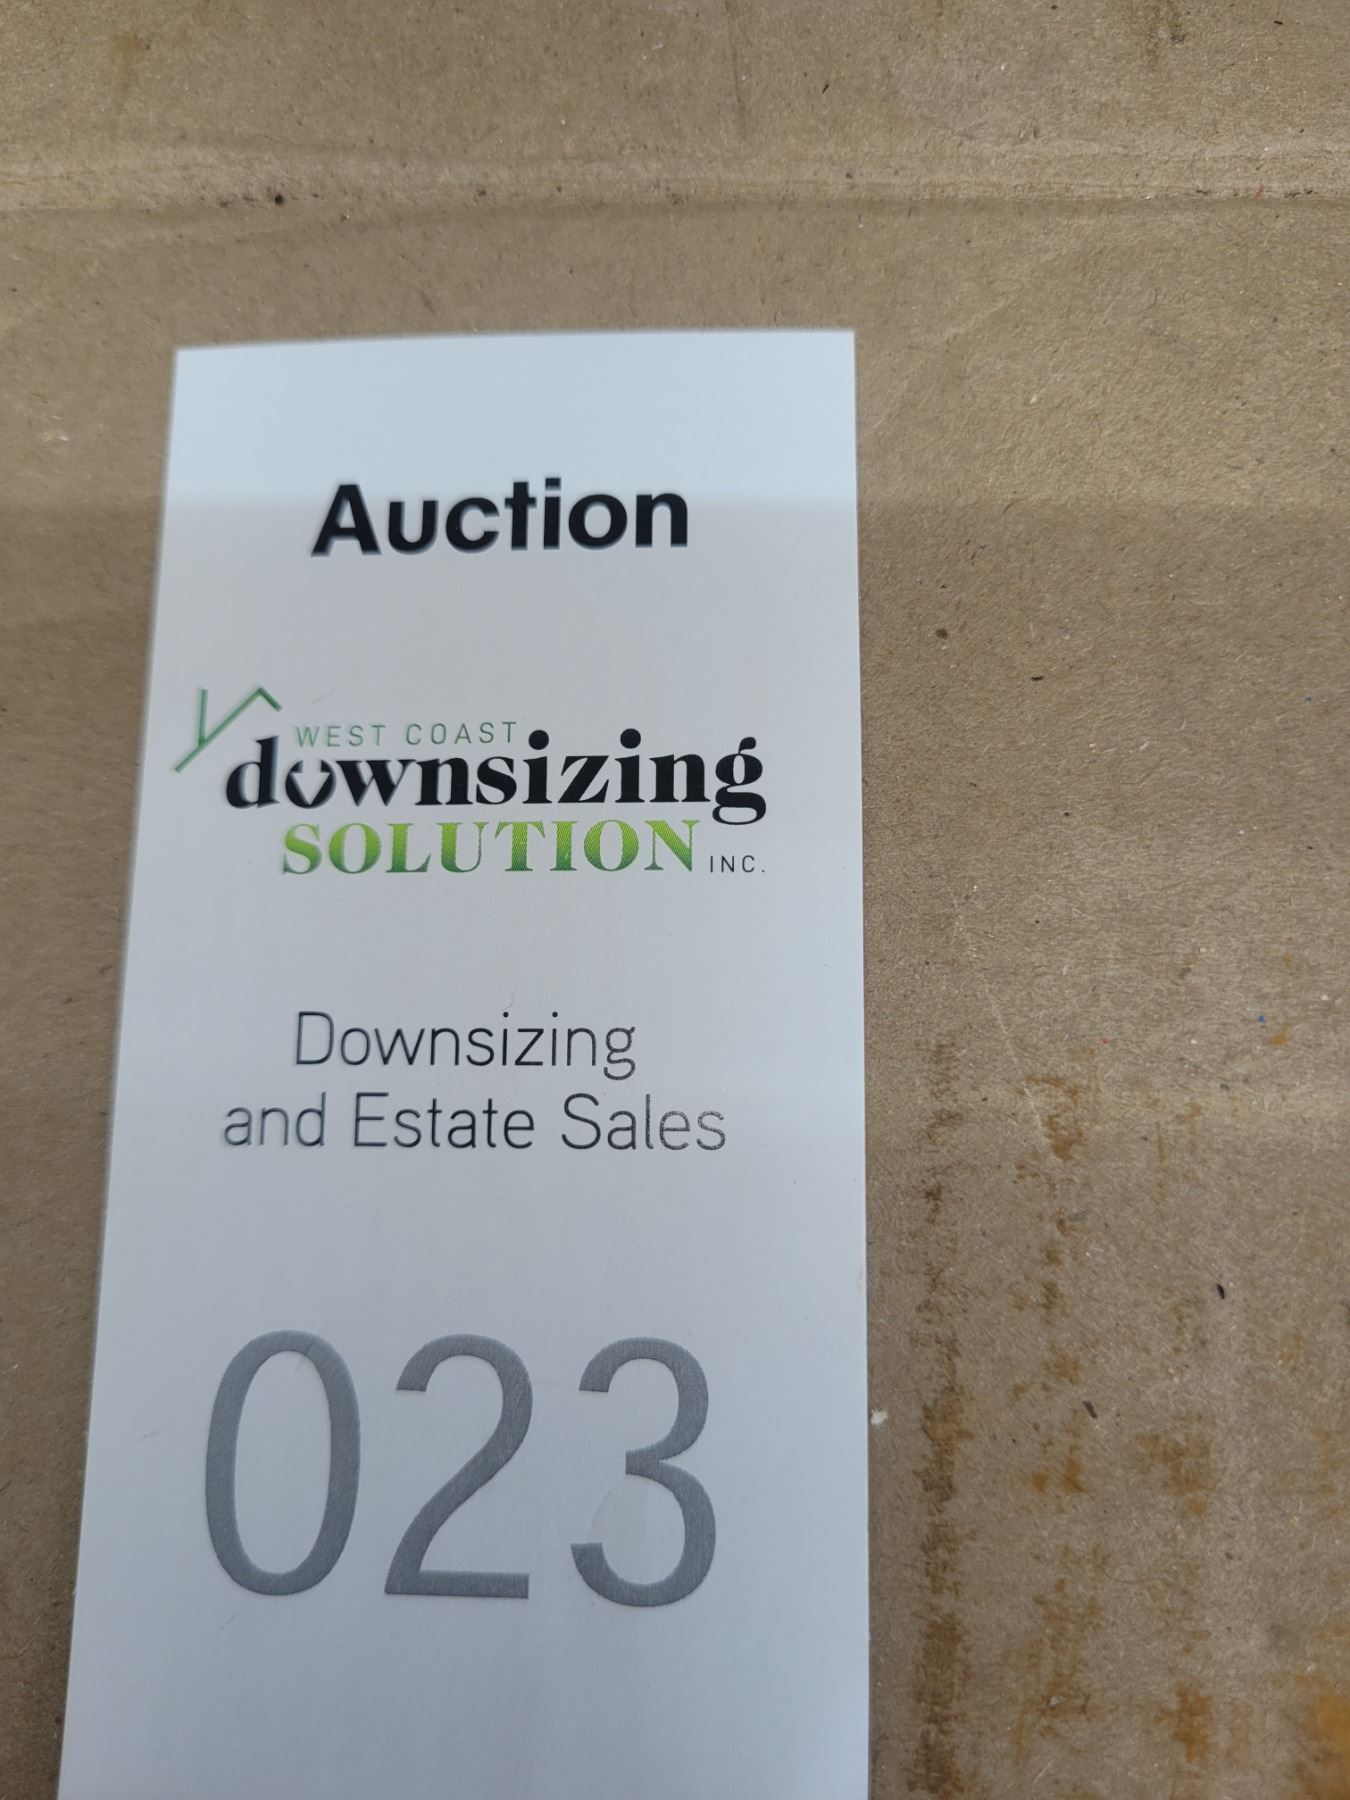 Auction
WEST COAST
downsizing
SOLUTION INC.
Downsizing
and Estate Sales
023